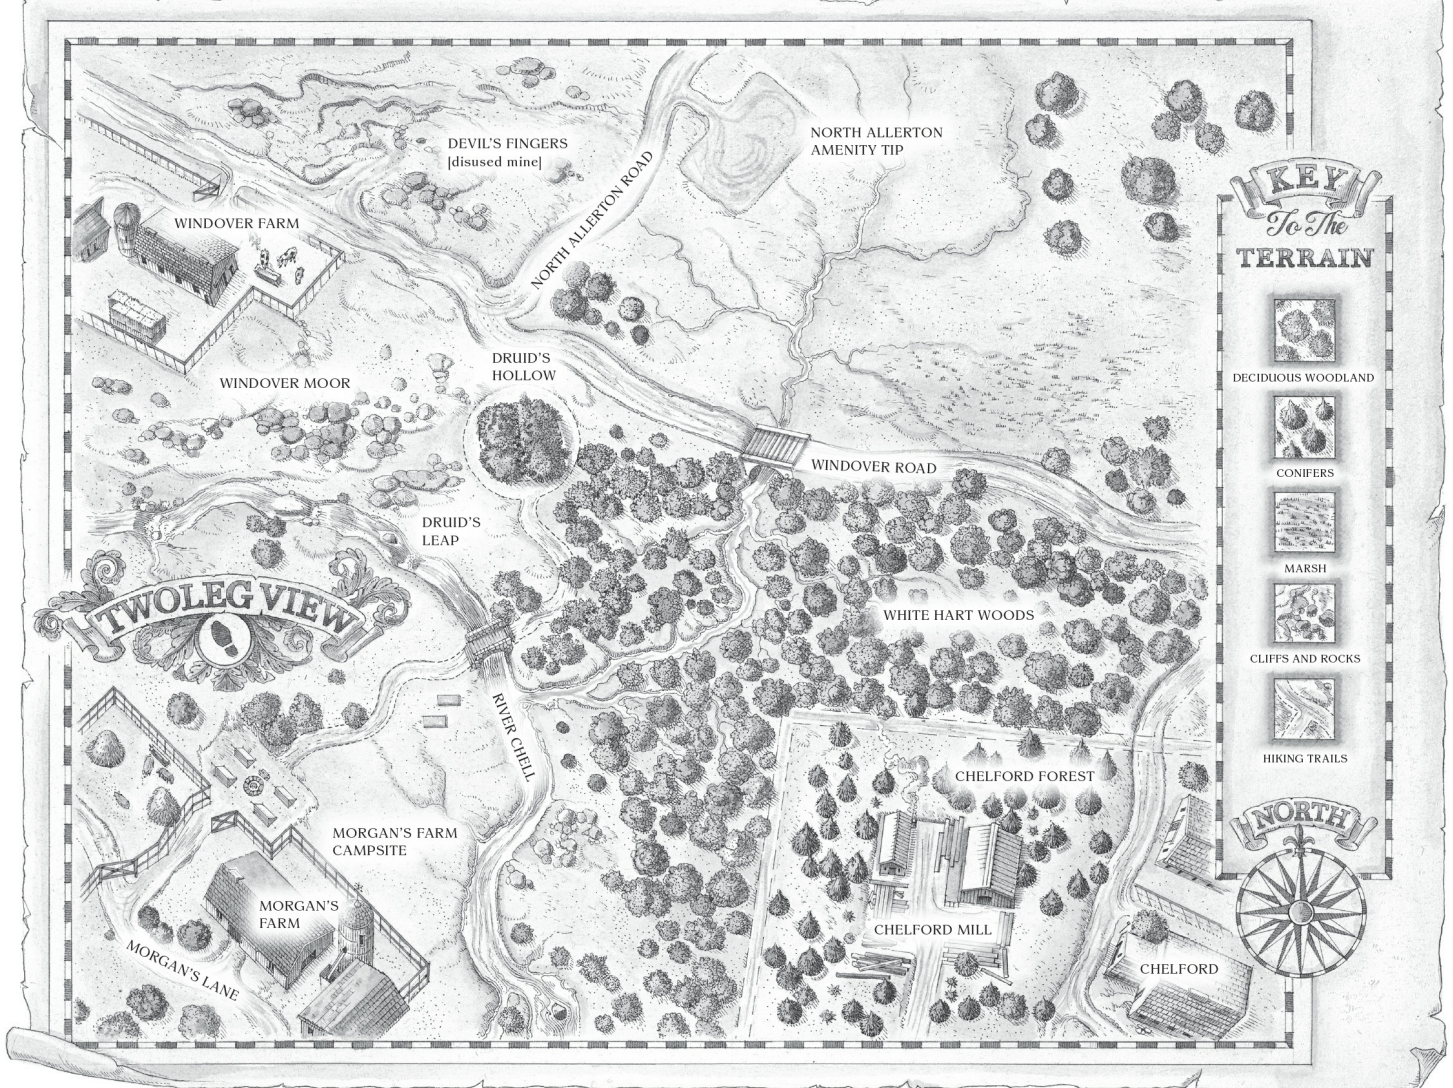 NORTH ALLERTON
AMENITY TIP
DEVIL'S FINGERS
|disused mine|
NORTH ALLERTON ROAD
WINDOVER FARM
KEY
To The
TERRAIN
DRUID'S
HOLLOW
WINDOVER MOOR
DECIDUOUS WOODLAND
WINDOVER ROAD
CONIFERS
DRUID'S
LEAP
MARSH
TWOLEG VIEW
WHITE HART WOODS
CLIFFS AND ROCKS
RIVER CHELL
HIKING TRAILS
CHELFORD FOREST
NORTH
MORGAN'S FARM
CAMPSITE
MORGAN'S
FARM
CHELFORD MILL
MORGAN'S LANE
CHELFORD